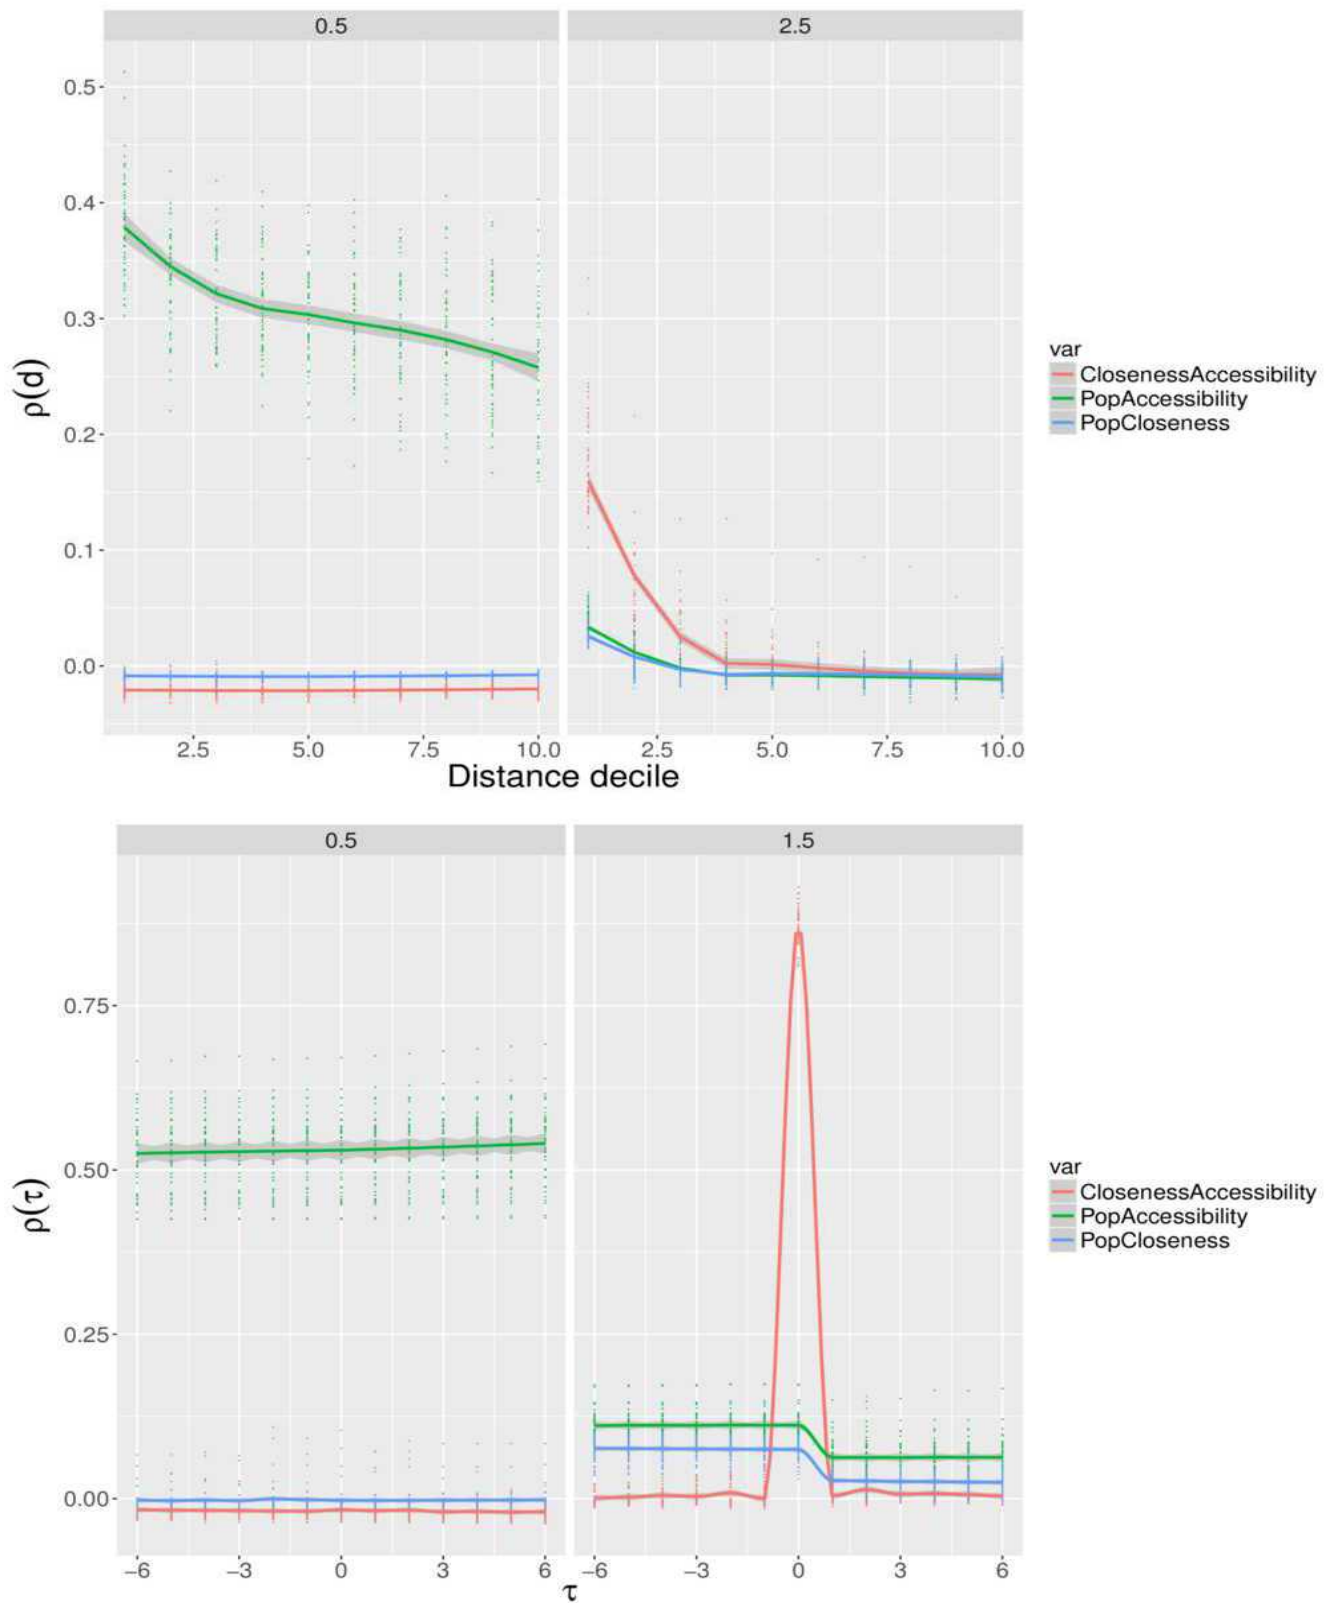 0.5 2.5
0.5
0.4
0.3
0.2
0.1
0.0
ρ(d)
2.5 5.0 7.5 10.0 2.5 5.0 7.5 10.0
Distance decile
var
ClosenessAccessibility
PopAccessibility
PopCloseness
0.5 1.5
0.75
0.50
0.25
0.00
ρ(τ)
−6 −3 0 3 6 −6 −3 0 3 6
τ
var
ClosenessAccessibility
PopAccessibility
PopCloseness